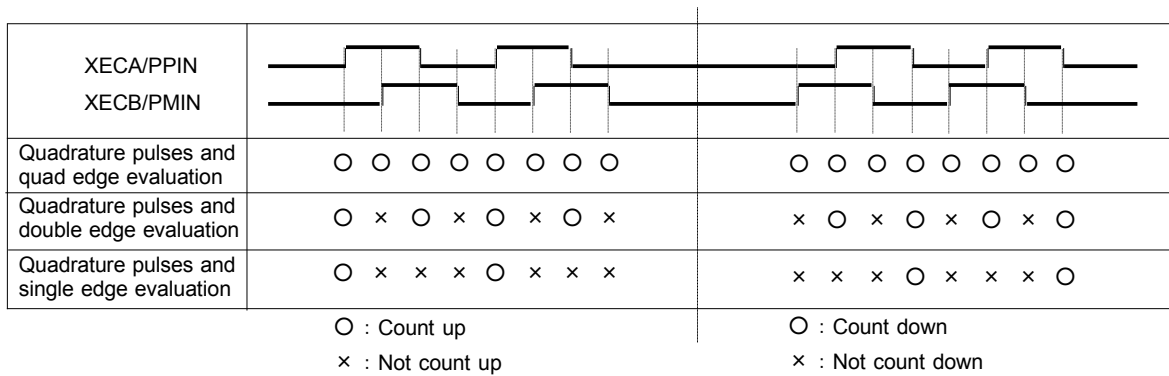 XECA/PPIN
XECB/PMIN
Quadrature pulses and
quad edge evaluation
○ ○ ○ ○ ○ ○ ○ ○ ○ ○ ○ ○ ○ ○ ○ ○
Quadrature pulses and
double edge evaluation
○ × ○ × ○ × ○ × × ○ × ○ × ○ × ○
Quadrature pulses and
single edge evaluation
○ × × × ○ × × × × × × ○ × × × ○
○ : Count up
× : Not count up
○ : Count down
× : Not count down